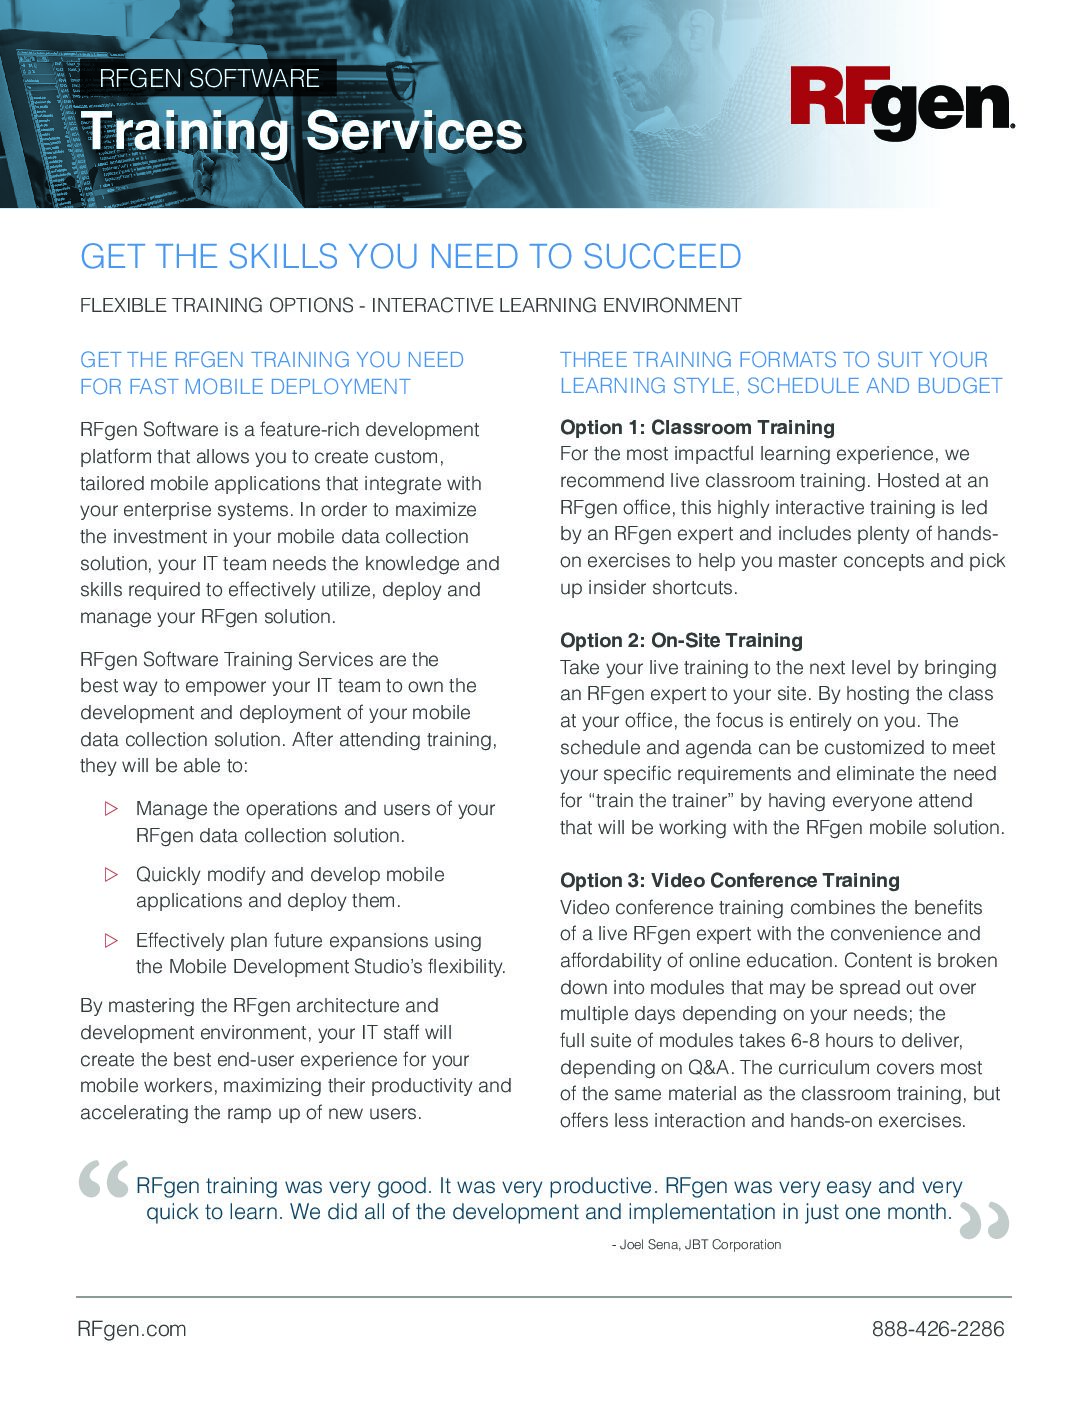 RFGEN SOFTWARE
Training Services
RFgen.
GET THE SKILLS YOU NEED TO SUCCEED
FLEXIBLE TRAINING OPTIONS - INTERACTIVE LEARNING ENVIRONMENT
GET THE RFGEN TRAINING YOU NEED
FOR FAST MOBILE DEPLOYMENT
RFgen Software is a feature-rich development
platform that allows you to create custom,
tailored mobile applications that integrate with
your enterprise systems. In order to maximize
the investment in your mobile data collection
solution, your IT team needs the knowledge and
skills required to effectively utilize, deploy and
manage your RFgen solution.
RFgen Software Training Services are the
best way to empower your IT team to own the
development and deployment of your mobile
data collection solution. After attending training,
they will be able to:
▷ Manage the operations and users of your
RFgen data collection solution.
▷ Quickly modify and develop mobile
applications and deploy them.
▷ Effectively plan future expansions using
the Mobile Development Studio's flexibility.
By mastering the RFgen architecture and
development environment, your IT staff will
create the best end-user experience for your
mobile workers, maximizing their productivity and
accelerating the ramp up of new users.
THREE TRAINING FORMATS TO SUIT YOUR
LEARNING STYLE, SCHEDULE AND BUDGET
Option 1: Classroom Training
For the most impactful learning experience, we
recommend live classroom training. Hosted at an
RFgen office, this highly interactive training is led
by an RFgen expert and includes plenty of hands-
on exercises to help you master concepts and pick
up insider shortcuts.
Option 2: On-Site Training
Take your live training to the next level by bringing
an RFgen expert to your site. By hosting the class
at your office, the focus is entirely on you. The
schedule and agenda can be customized to meet
your specific requirements and eliminate the need
for “train the trainer” by having everyone attend
that will be working with the RFgen mobile solution.
Option 3: Video Conference Training
Video conference training combines the benefits
of a live RFgen expert with the convenience and
affordability of online education. Content is broken
down into modules that may be spread out over
multiple days depending on your needs; the
full suite of modules takes 6-8 hours to deliver,
depending on Q&A. The curriculum covers most
of the same material as the classroom training, but
offers less interaction and hands-on exercises.
“RFgen training was very good. It was very productive. RFgen was very easy and very
quick to learn. We did all of the development and implementation in just one month.”
- Joel Sena, JBT Corporation
RFgen.com
888-426-2286